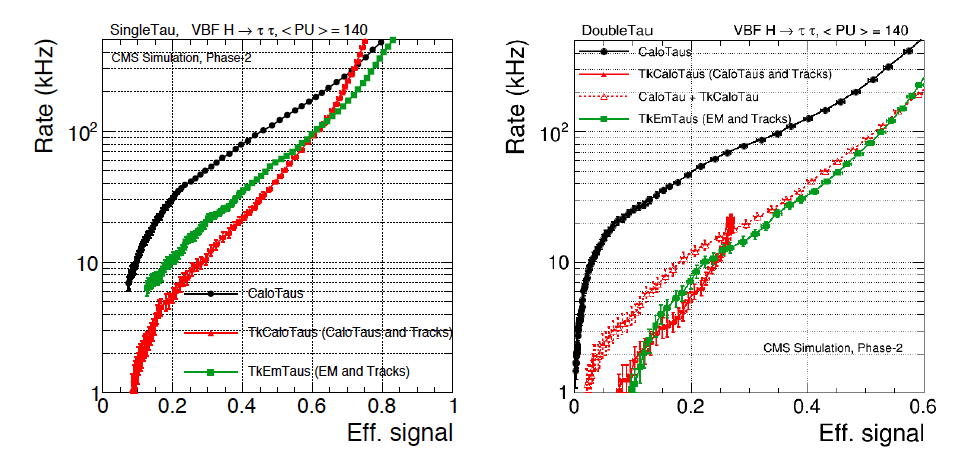 SingleTau, VBF H → τ τ, < PU > = 140
CMS Simulation, Phase-2
Rate (kHz)
10²
10
1
CaloTaus
TkCaloTaus (CaloTaus and Tracks)
TkEmTaus (EM and Tracks)
0 0.2 0.4 0.6 0.8 1
Eff. signal
DoubleTau VBF H → τ τ, < PU > = 140
CaloTaus
TkCaloTaus (CaloTaus and Tracks)
CaloTau + TkCaloTau
TkEmTaus (EM and Tracks)
Rate (kHz)
10²
10
1
CMS Simulation, Phase-2
0 0.2 0.4 0.6
Eff. signal